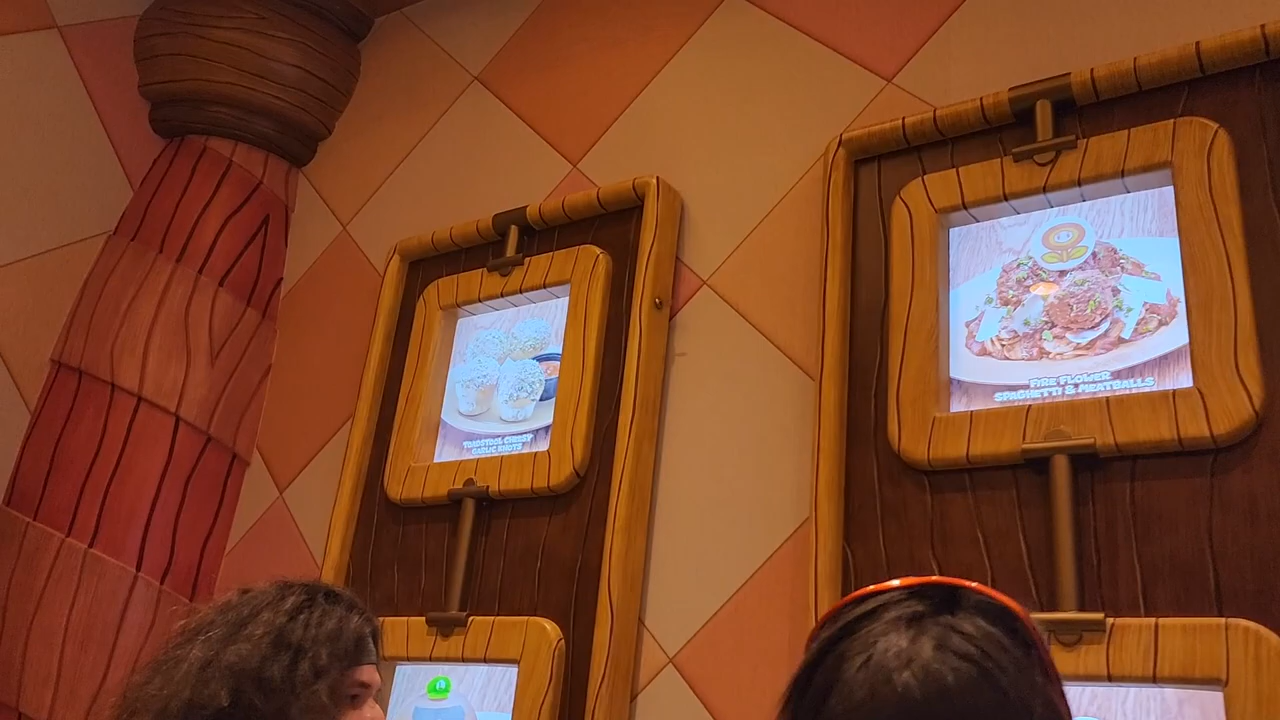 TOADSTOOL CHEESY
GARLIC KNOTS
FIRE FLOWER
SPAGHETTI & MEATBALLS